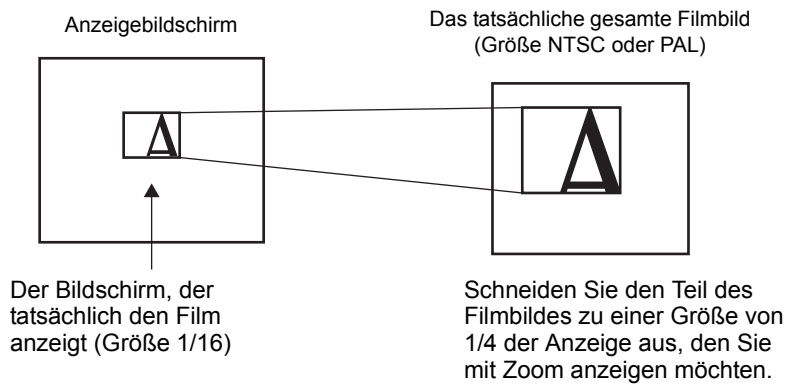 Anzeigebildschirm
Das tatsächliche gesamte Filmbild
(Größe NTSC oder PAL)
A
A
Der Bildschirm, der
tatsächlich den Film
anzeigt (Größe 1/16)
Schneiden Sie den Teil des
Filmbildes zu einer Größe von
1/4 der Anzeige aus, den Sie
mit Zoom anzeigen möchten.